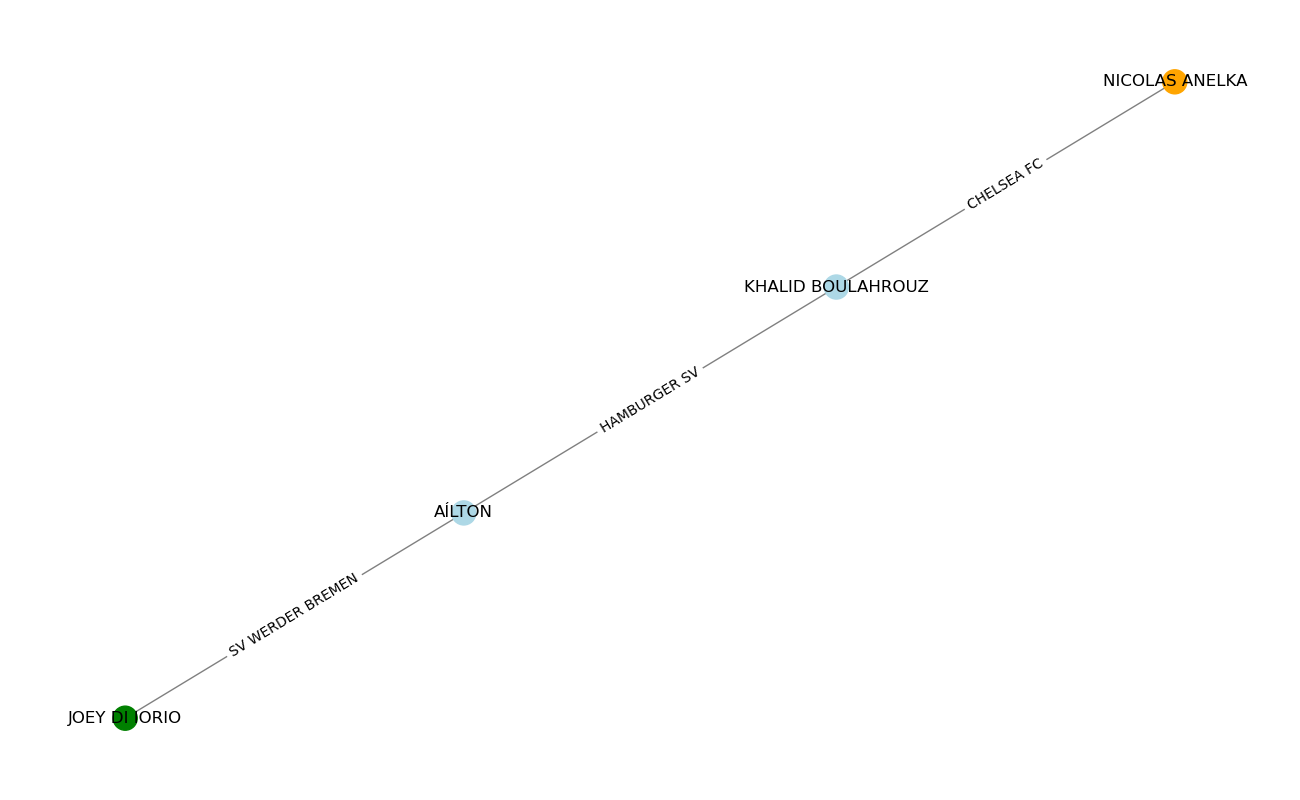 NICOLAS ANELKA
CHELSEA FC
KHALID BOULAHROUZ
HAMBURGER SV
AÍLTON
SV WERDER BREMEN
JOEY DI IORIO